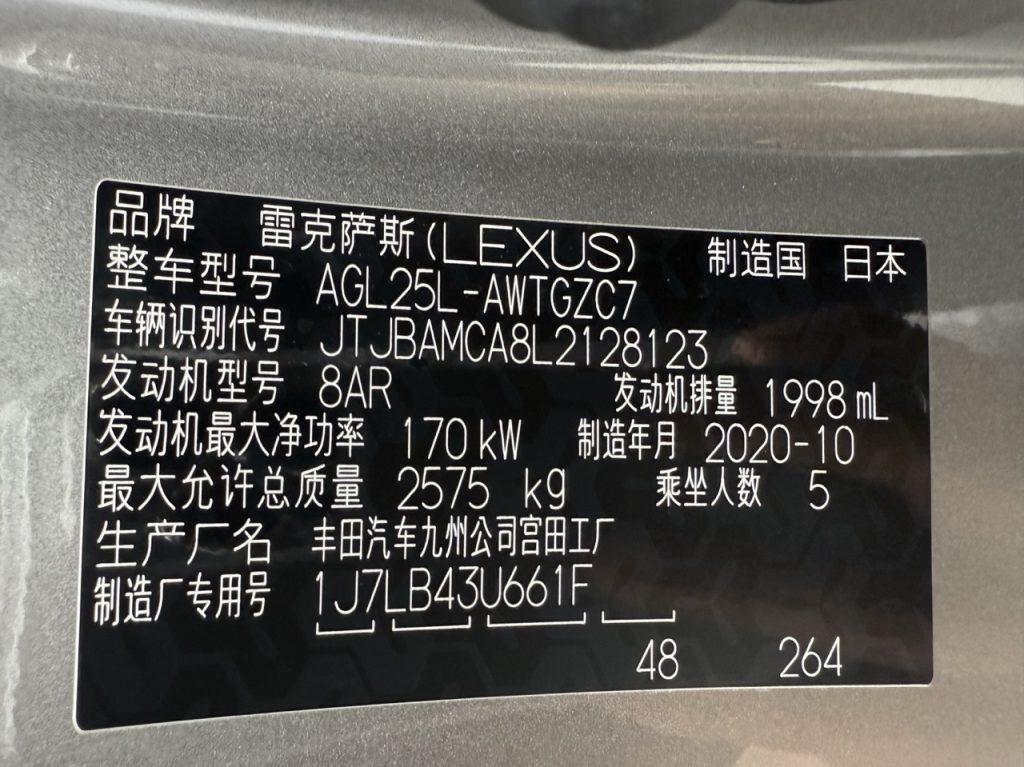 品牌 雷克萨斯(LEXUS) 制造国 日本
整车型号 AGL25L-AWTGZC7
车辆识别代号 JTJBAMCA8L2128123
发动机型号 8AR 发动机排量 1998 mL
发动机最大净功率 170 kW 制造年月 2020-10
最大允许总质量 2575 kg 乘坐人数 5
生产厂名 丰田汽车九州公司宫田工厂
制造厂专用号 1J7LB43U661F
48 264